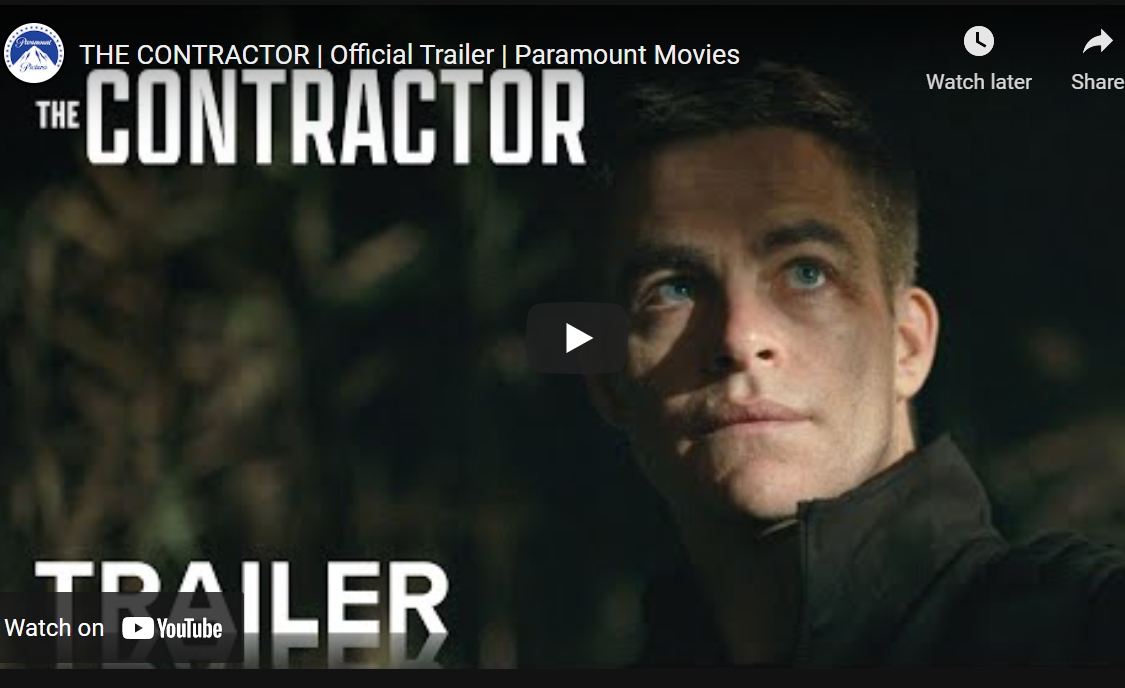 THE CONTRACTOR | Official Trailer | Paramount Movies
Watch later
Share
Paramount
Pictures
THE CONTRACTOR
TRAILER
Watch on YouTube